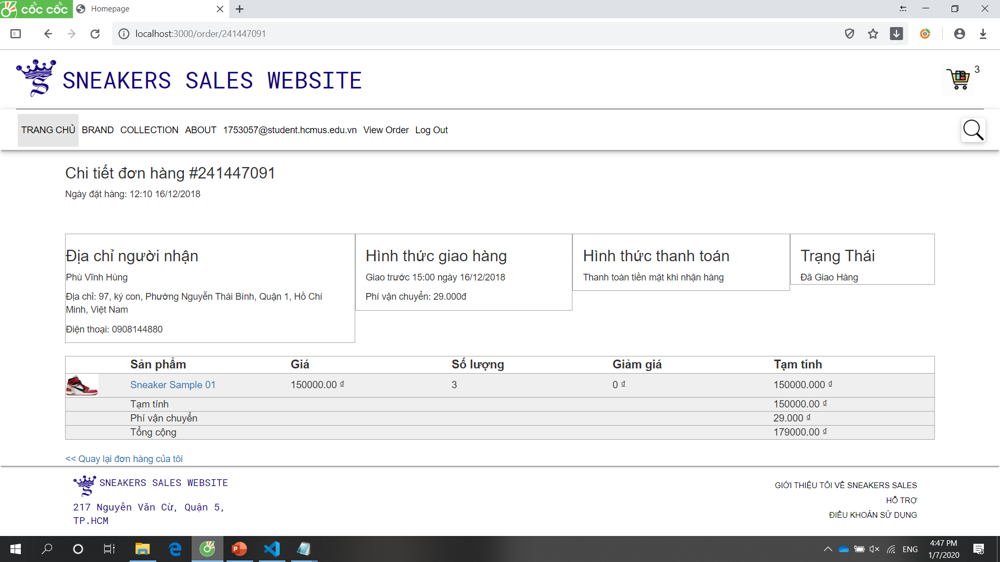 cốc cốc
Homepage
localhost:3000/order/241447091
SNEAKERS SALES WEBSITE
3
TRANG CHỦ BRAND COLLECTION ABOUT 1753057@student.hcmus.edu.vn View Order Log Out
Chi tiết đơn hàng #241447091
Ngày đặt hàng: 12:10 16/12/2018
Địa chỉ người nhận
Phù Vĩnh Hùng
Địa chỉ: 97, ký con, Phường Nguyễn Thái Bình, Quận 1, Hồ Chí
Minh, Việt Nam
Điện thoại: 0908144880
Hình thức giao hàng
Giao trước 15:00 ngày 16/12/2018
Phí vận chuyển: 29.000đ
Hình thức thanh toán
Thanh toán tiền mặt khi nhận hàng
Trạng Thái
Đã Giao Hàng
Sản phẩm Giá Số lượng Giảm giá Tạm tính
Sneaker Sample 01 150000.00 ₫ 3 0 ₫ 150000.000 ₫
Tạm tính 150000.00 ₫
Phí vận chuyển 29.000 ₫
Tổng cộng 179000.00 ₫
<< Quay lại đơn hàng của tôi
SNEAKERS SALES WEBSITE
217 Nguyễn Văn Cừ, Quận 5,
TP.HCM
GIỚI THIỆU TÔI VỀ SNEAKERS SALES
HỖ TRỢ
ĐIỀU KHOẢN SỬ DỤNG
ENG
4:47 PM
1/7/2020